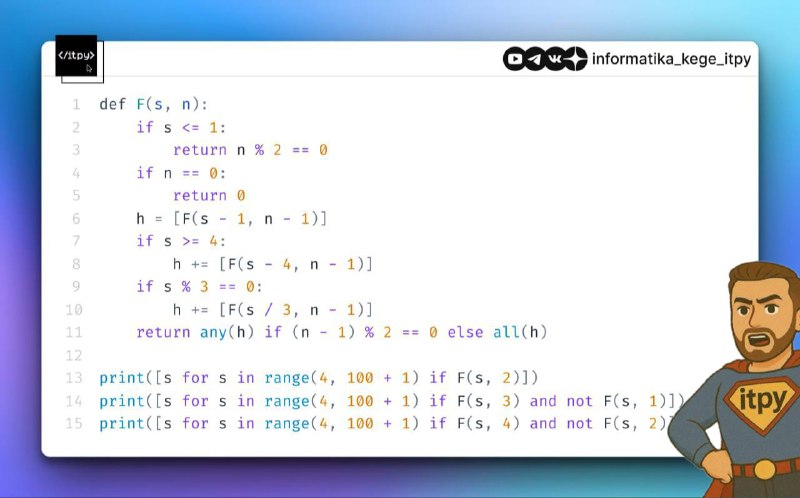 </itpy>
informatika_kege_itpy
1 def F(s, n):
2     if s <= 1:
3         return n % 2 == 0
4     if n == 0:
5         return 0
6     h = [F(s - 1, n - 1)]
7     if s >= 4:
8         h += [F(s - 4, n - 1)]
9     if s % 3 == 0:
10         h += [F(s / 3, n - 1)]
11     return any(h) if (n - 1) % 2 == 0 else all(h)
12
13 print([s for s in range(4, 100 + 1) if F(s, 2)])
14 print([s for s in range(4, 100 + 1) if F(s, 3) and not F(s, 1)])
15 print([s for s in range(4, 100 + 1) if F(s, 4) and not F(s, 2)
itpy